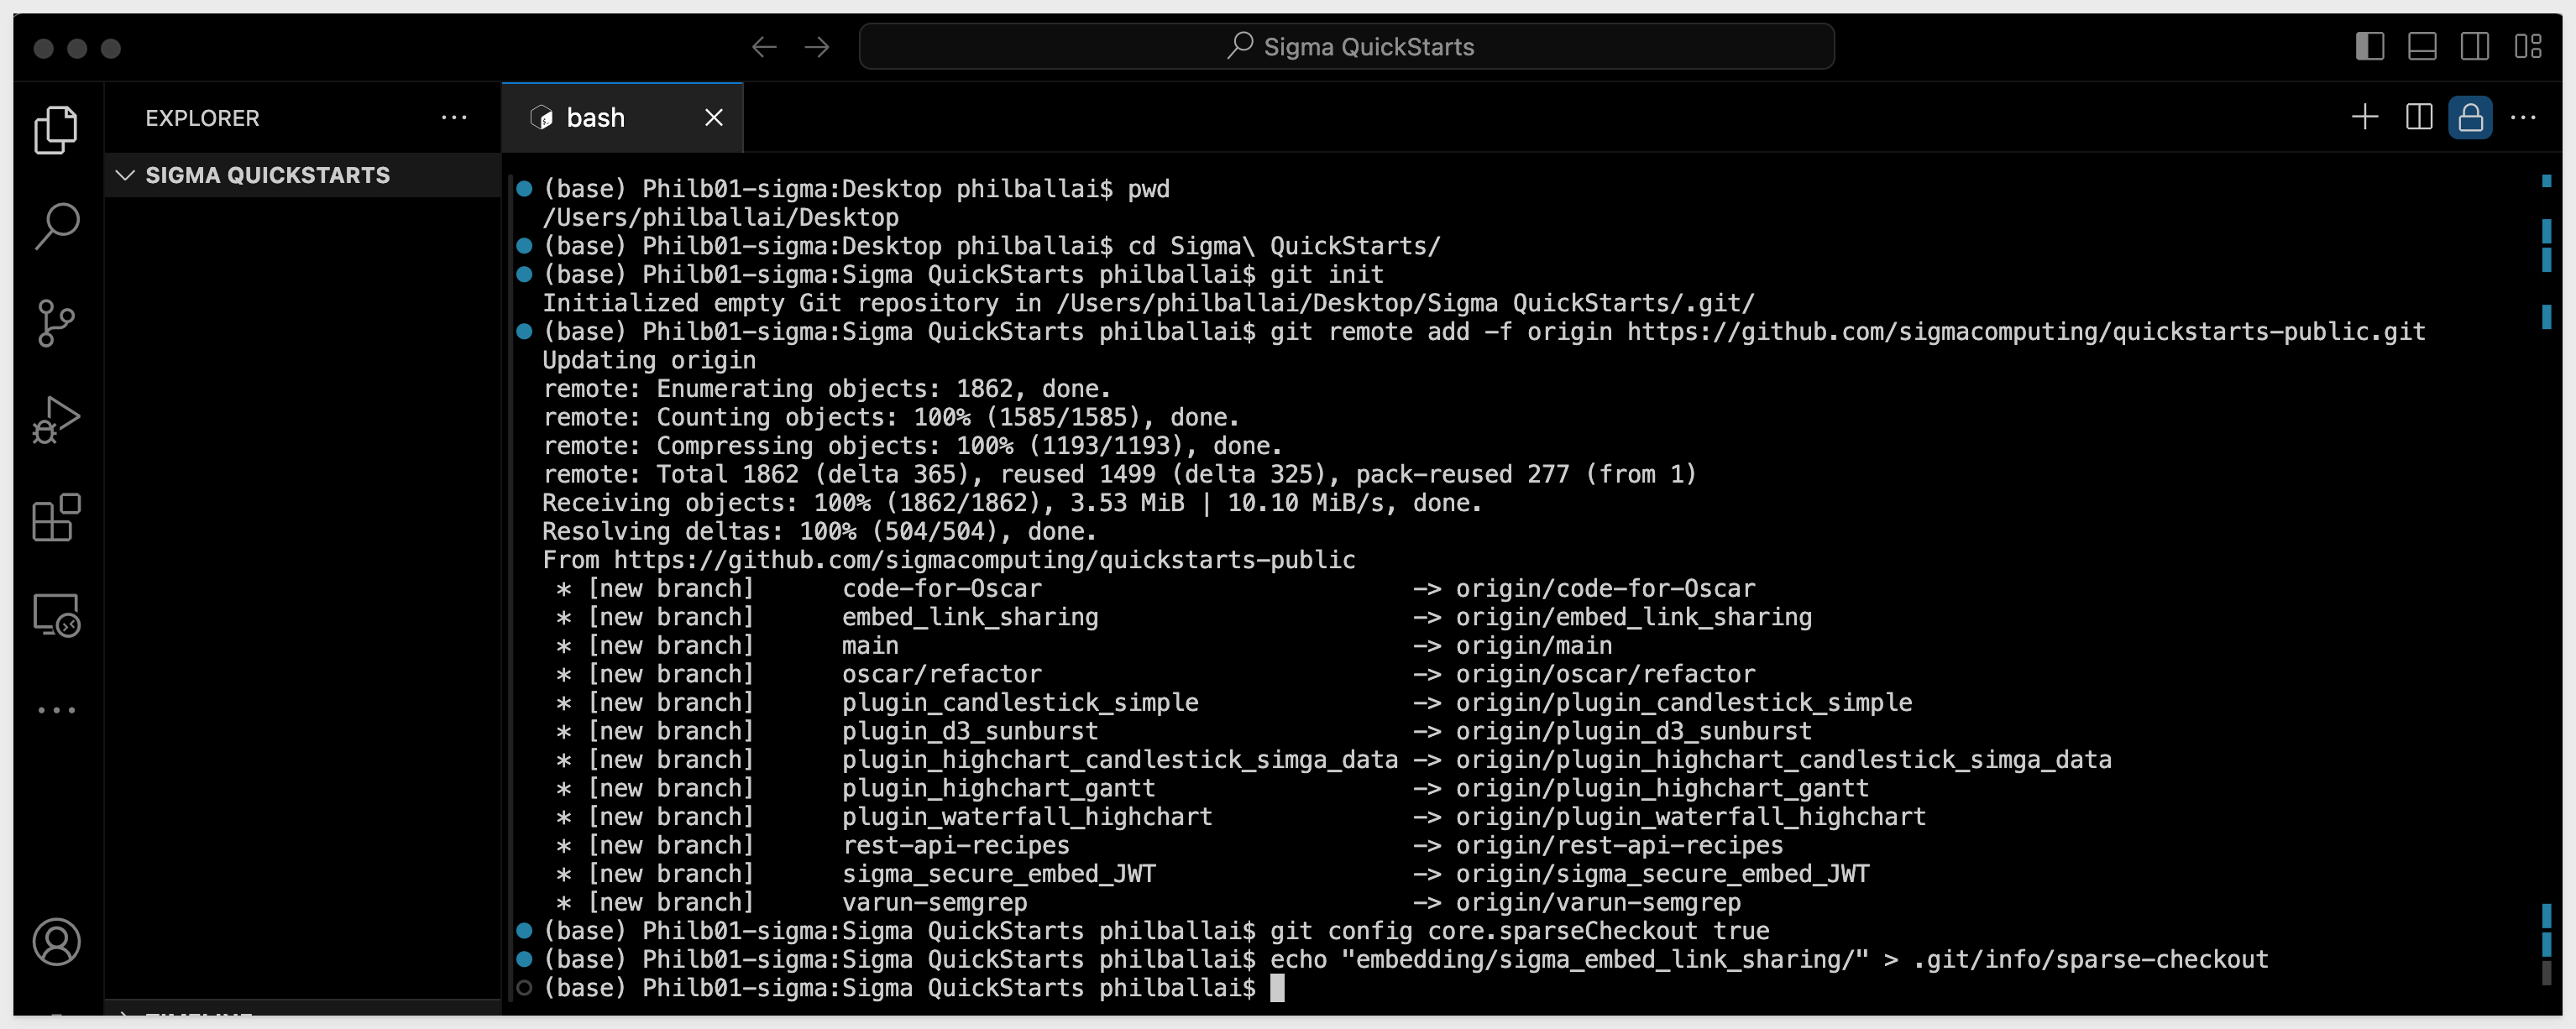 Sigma QuickStarts
EXPLORER
bash
SIGMA QUICKSTARTS
(base) Philb01-sigma:Desktop philballai$ pwd
/Users/philballai/Desktop
(base) Philb01-sigma:Desktop philballai$ cd Sigma\ QuickStarts/
(base) Philb01-sigma:Sigma QuickStarts philballai$ git init
Initialized empty Git repository in /Users/philballai/Desktop/Sigma QuickStarts/.git/
(base) Philb01-sigma:Sigma QuickStarts philballai$ git remote add -f origin https://github.com/sigmacomputing/quickstarts-public.git
Updating origin
remote: Enumerating objects: 1862, done.
remote: Counting objects: 100% (1585/1585), done.
remote: Compressing objects: 100% (1193/1193), done.
remote: Total 1862 (delta 365), reused 1499 (delta 325), pack-reused 277 (from 1)
Receiving objects: 100% (1862/1862), 3.53 MiB | 10.10 MiB/s, done.
Resolving deltas: 100% (504/504), done.
From https://github.com/sigmacomputing/quickstarts-public
* [new branch] code-for-Oscar -> origin/code-for-Oscar
* [new branch] embed_link_sharing -> origin/embed_link_sharing
* [new branch] main -> origin/main
* [new branch] oscar/refactor -> origin/oscar/refactor
* [new branch] plugin_candlestick_simple -> origin/plugin_candlestick_simple
* [new branch] plugin_d3_sunburst -> origin/plugin_d3_sunburst
* [new branch] plugin_highchart_candlestick_simga_data -> origin/plugin_highchart_candlestick_simga_data
* [new branch] plugin_highchart_gantt -> origin/plugin_highchart_gantt
* [new branch] plugin_waterfall_highchart -> origin/plugin_waterfall_highchart
* [new branch] rest-api-recipes -> origin/rest-api-recipes
* [new branch] sigma_secure_embed_JWT -> origin/sigma_secure_embed_JWT
* [new branch] varun-semgrep -> origin/varun-semgrep
(base) Philb01-sigma:Sigma QuickStarts philballai$ git config core.sparseCheckout true
(base) Philb01-sigma:Sigma QuickStarts philballai$ echo "embedding/sigma_embed_link_sharing/" > .git/info/sparse-checkout
(base) Philb01-sigma:Sigma QuickStarts philballai$